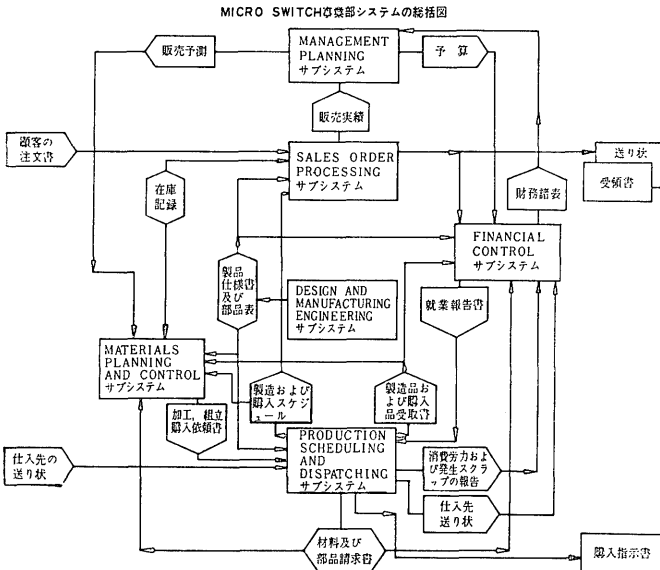 MICRO SWITCH事業部システムの総括図
販売予測
MANAGEMENT
PLANNING
サブシステム
予算
販売実績
顧客の
注文書
SALES ORDER
PROCESSING
サブシステム
送り状
受領書
在庫
記録
財務諸表
FINANCIAL
CONTROL
サブシステム
製品
仕様書
及び
部品表
DESIGN AND
MANUFACTURING
ENGINEERING
サブシステム
就業報告書
MATERIALS
PLANNING
AND CONTROL
サブシステム
製造および
購入スケジ
ュール
製造品お
よび購入
品受取書
加工,組立
購入依頼書
PRODUCTION
SCHEDULING
AND
DISPATCHING
サブシステム
仕入先の
送り状
消費労力およ
び発生スクラ
ップの報告
仕入先
送り状
材料及び
部品請求書
購入指示書